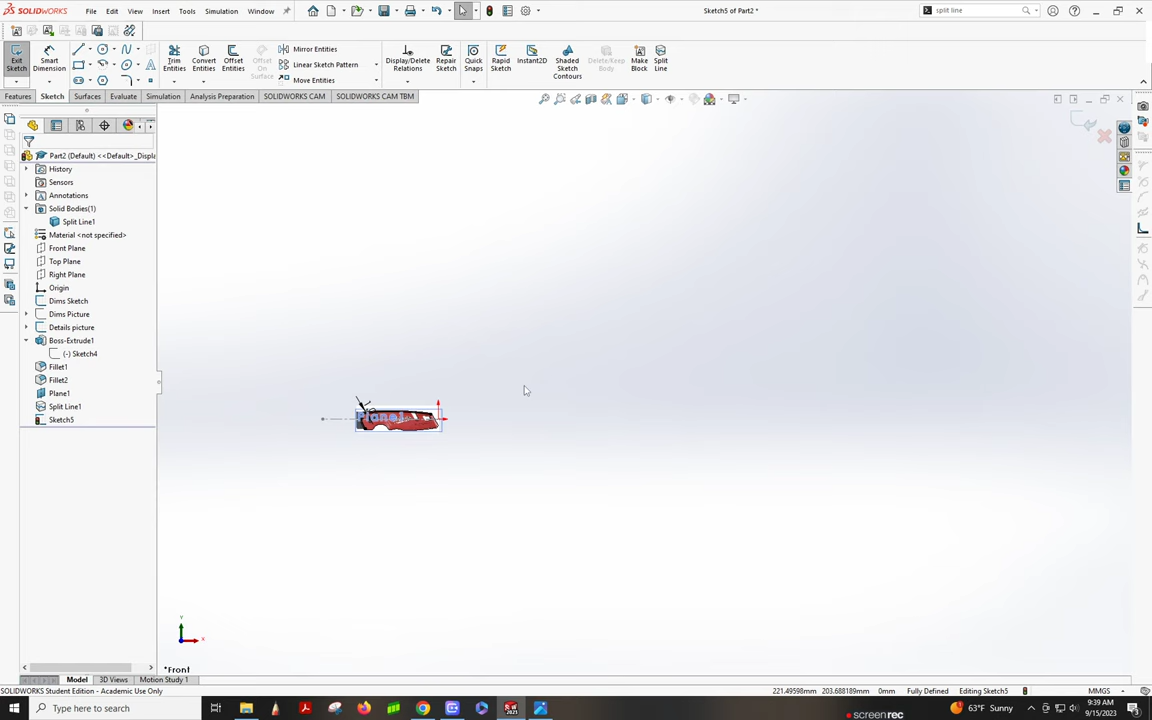 SOLIDWORKS File Edit View Insert Tools Simulation Window Sketch5 of Part2 * split line
Exit Sketch Smart Dimension Trim Entities Convert Entities Offset Entities Offset On Surface Mirror Entities Linear Sketch Pattern Move Entities Display/Delete Relations Repair Sketch Quick Snaps Rapid Sketch Instant2D Shaded Sketch Contours Delete/Keep Body Make Block Split Line
Features Sketch Surfaces Evaluate Simulation Analysis Preparation SOLIDWORKS CAM SOLIDWORKS CAM TBM
Part2 (Default) <<Default>_Displa
History
Sensors
Annotations
Solid Bodies(1)
Split Line1
Material <not specified>
Front Plane
Top Plane
Right Plane
Origin
Dims Sketch
Dims Picture
Details picture
Boss-Extrude1
(-) Sketch4
Fillet1
Fillet2
Plane1
Split Line1
Sketch5
Y
X
*Front
Model 3D Views Motion Study 1
SOLIDWORKS Student Edition - Academic Use Only 221.49598mm 203.688189mm 0mm Fully Defined Editing Sketch5 MMGS
Type here to search 63°F Sunny 9:39 AM
9/15/2023
screenrec